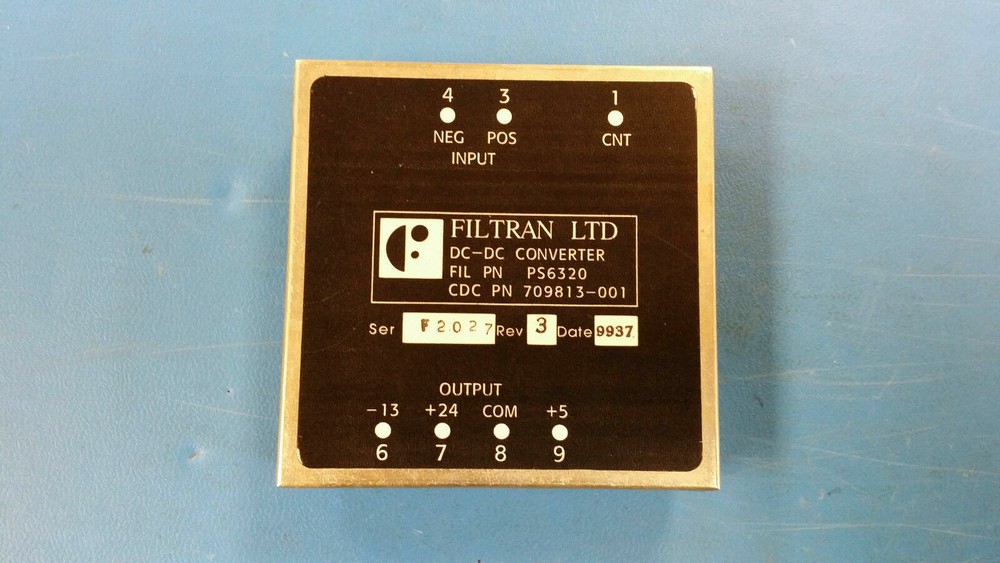 4 3 1
NEG POS CNT
INPUT
FILTRAN LTD
DC-DC CONVERTER
FIL PN PS6320
CDC PN 709813-001
Ser F2027 Rev 3 Date 9937
OUTPUT
-13 +24 COM +5
6 7 8 9